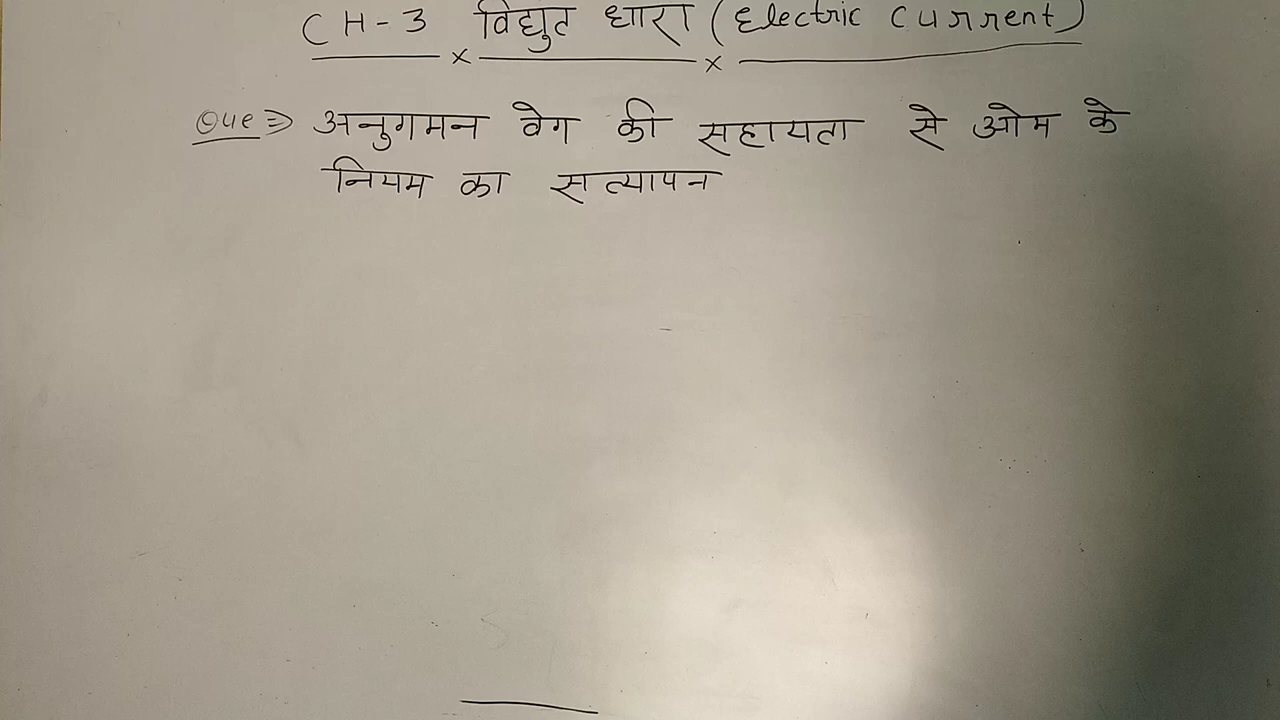 CH-3 विद्युत धारा (Electric Current)
Que ⇒ अनुगमन वेग की सहायता से ओम के
नियम का सत्यापन